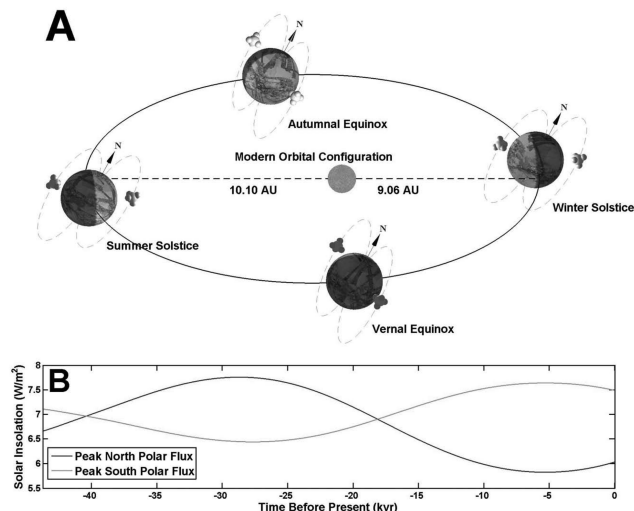 A
N
N
Autumnal Equinox
N
Modern Orbital Configuration
10.10 AU
9.06 AU
Winter Solstice
Summer Solstice
N
Vernal Equinox
B
Solar Insolation (W/m²)
8
7.5
7
6.5
6
5.5
Peak North Polar Flux
Peak South Polar Flux
-40 -35 -30 -25 -20 -15 -10 -5 0
Time Before Present (kyr)